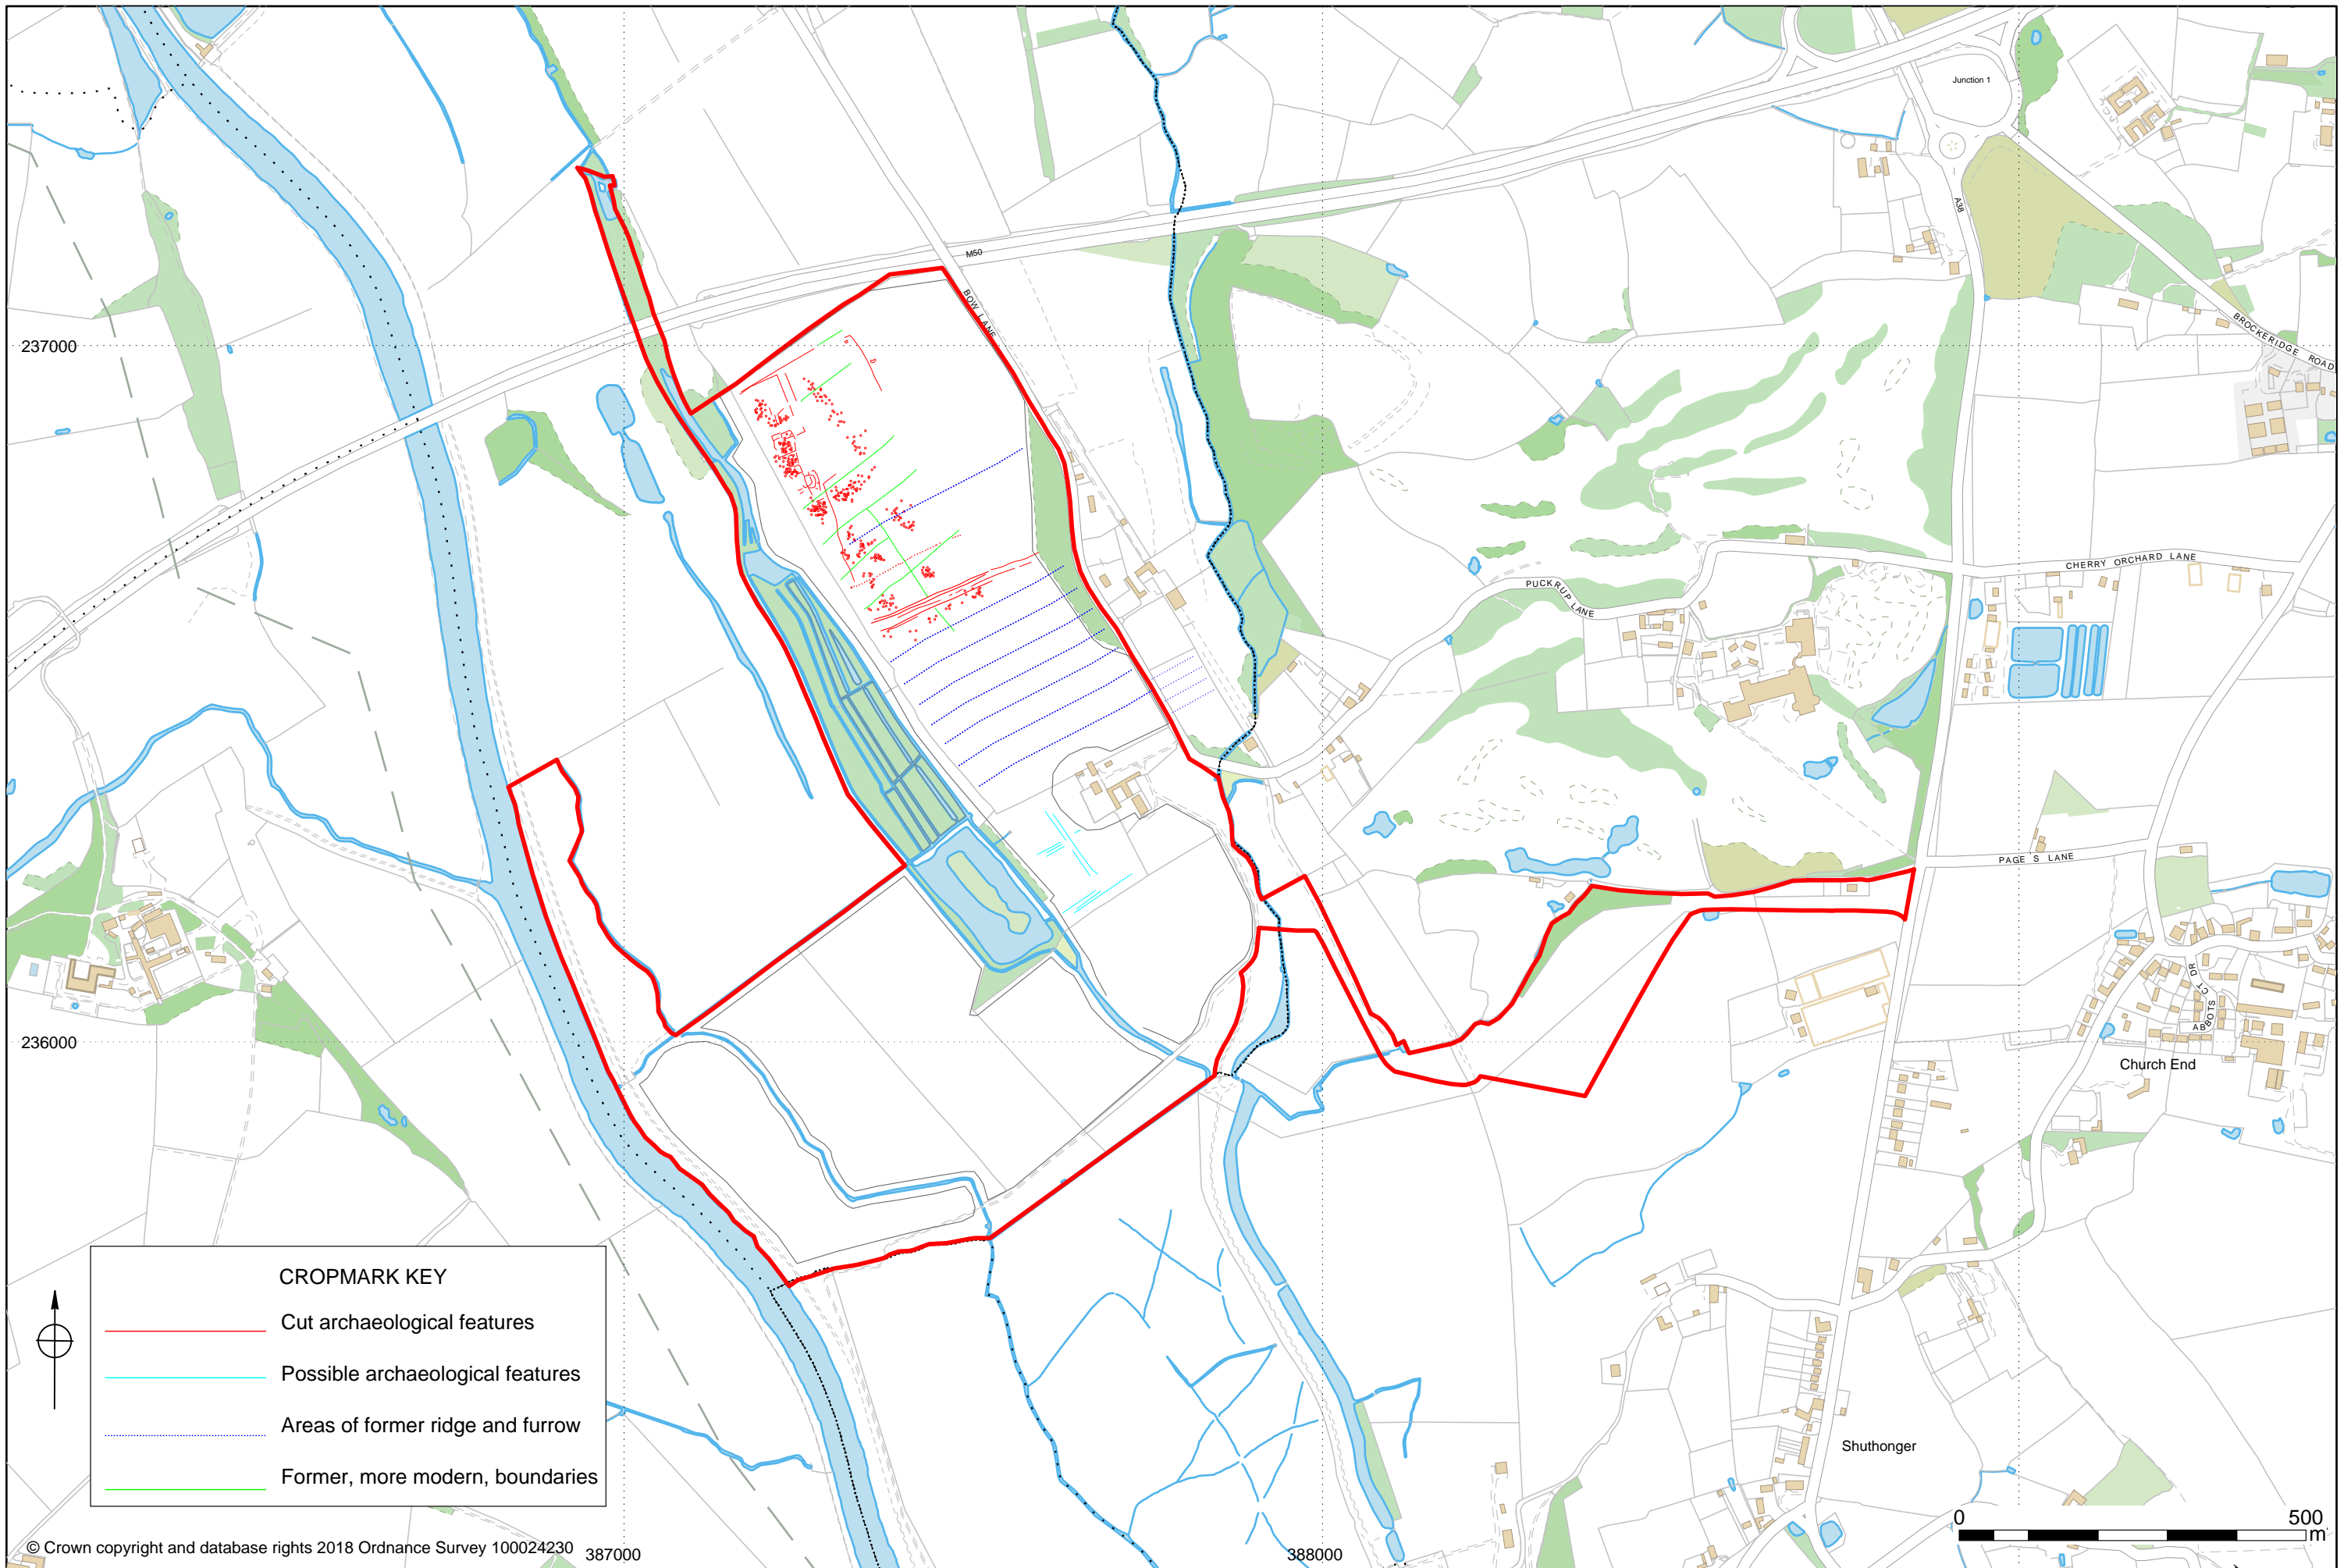 Junction 1
A38
M50
BOW LANE
237000
BROCKERIDGE ROAD
CHERRY ORCHARD LANE
PUCKRUP LANE
PAGE S LANE
ABBOTS CT DR
236000
Church End
CROPMARK KEY
Cut archaeological features
Possible archaeological features
Areas of former ridge and furrow
Former, more modern, boundaries
Shuthonger
0 500
m
© Crown copyright and database rights 2018 Ordnance Survey 100024230
387000
388000